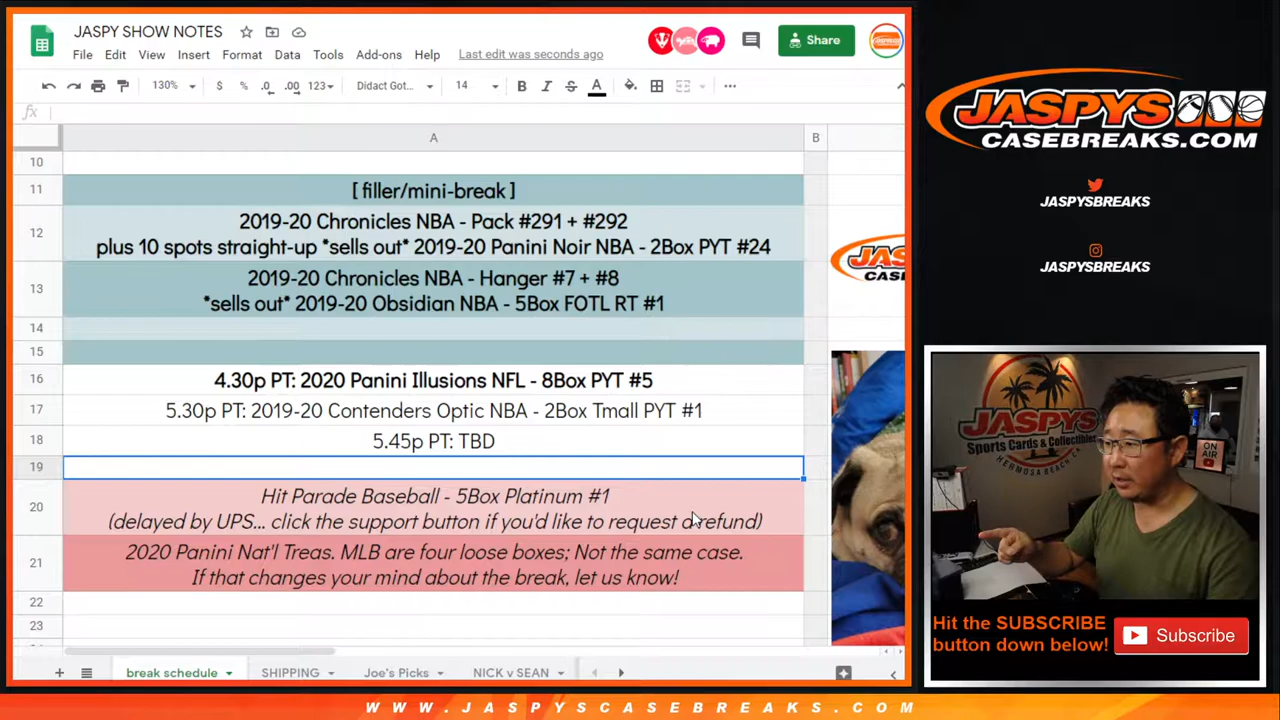 JASPY SHOW NOTES
File Edit View Insert Format Data Tools Add-ons Help Last edit was seconds ago
Share
130% $ % .0 .00 123 Didact Got... 14 B I S A
fx
A B
10
11 [ filler/mini-break ]
2019-20 Chronicles NBA - Pack #291 + #292
12
plus 10 spots straight-up *sells out* 2019-20 Panini Noir NBA - 2Box PYT #24
2019-20 Chronicles NBA - Hanger #7 + #8
13
*sells out* 2019-20 Obsidian NBA - 5Box FOTL RT #1
14
15
16 4.30p PT: 2020 Panini Illusions NFL - 8Box PYT #5
17 5.30p PT: 2019-20 Contenders Optic NBA - 2Box Tmall PYT #1
18 5.45p PT: TBD
19
Hit Parade Baseball - 5Box Platinum #1
20
(delayed by UPS... click the support button if you'd like to request a refund)
2020 Panini Nat'l Treas. MLB are four loose boxes; Not the same case.
21
If that changes your mind about the break, let us know!
22
23
break schedule SHIPPING Joe's Picks NICK v SEAN
JAS
CASE
JASPYS
CASEBREAKS.COM
JASPYSBREAKS
JASPYSBREAKS
JASPYS
Sports Cards & Collectibles
HERMOSA BEACH
ON AIR
Hit the SUBSCRIBE
button down below!
Subscribe
WWW.JASPYSCASEBREAKS.COM